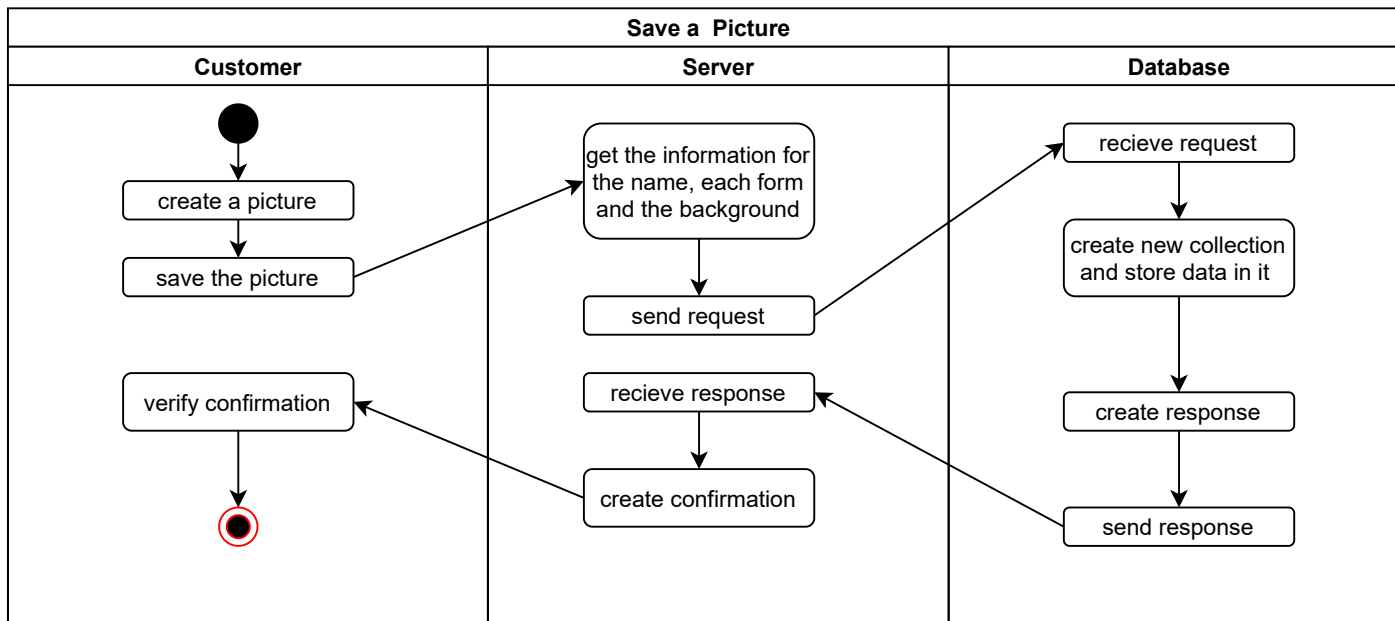 Save a  Picture
Customer
Server
Database
create a picture
save the picture
get the information for
the name, each form
and the background
send request
recieve request
create new collection
and store data in it
create response
send response
recieve response
create confirmation
verify confirmation